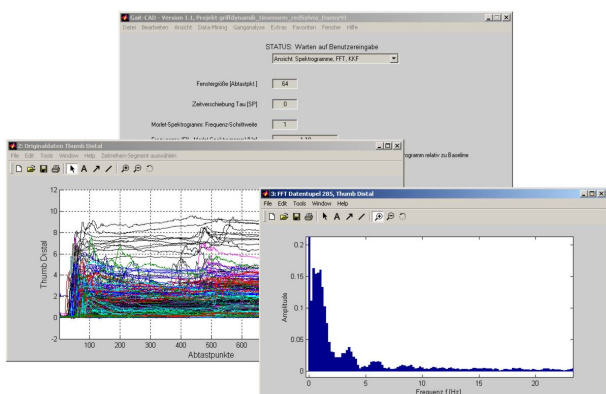 Gait-CAD - Version 1.1, Projekt
Datei Bearbeiten Ansicht Data-Mining Ganganalyse Extras Favoriten Fenster Hilfe
STATUS: Warten auf Benutzereingabe
Ansicht: Spektrogramme, FFT, KKF
Fenstergröße [Abtastpkt.] 64
Zeitverschiebung Tau [SP] 0
Morlet-Spektrogramm: Frequenz-Schrittweite 1
ogramm relativ zu Baseline
2: Originaldaten Thumb Distal
File Edit Tools Window Help Zeitreihen-Segment auswählen
12
10
8
6
4
2
0
-2
Thumb Distal
100 200 300 400 500 600
Abtastpunkte
3: FFT Datentupel 285, Thumb Distal
File Edit Tools Window Help
0.2
0.15
0.1
0.05
0
Amplitude
0 5 10 15 20
Frequenz f [Hz]